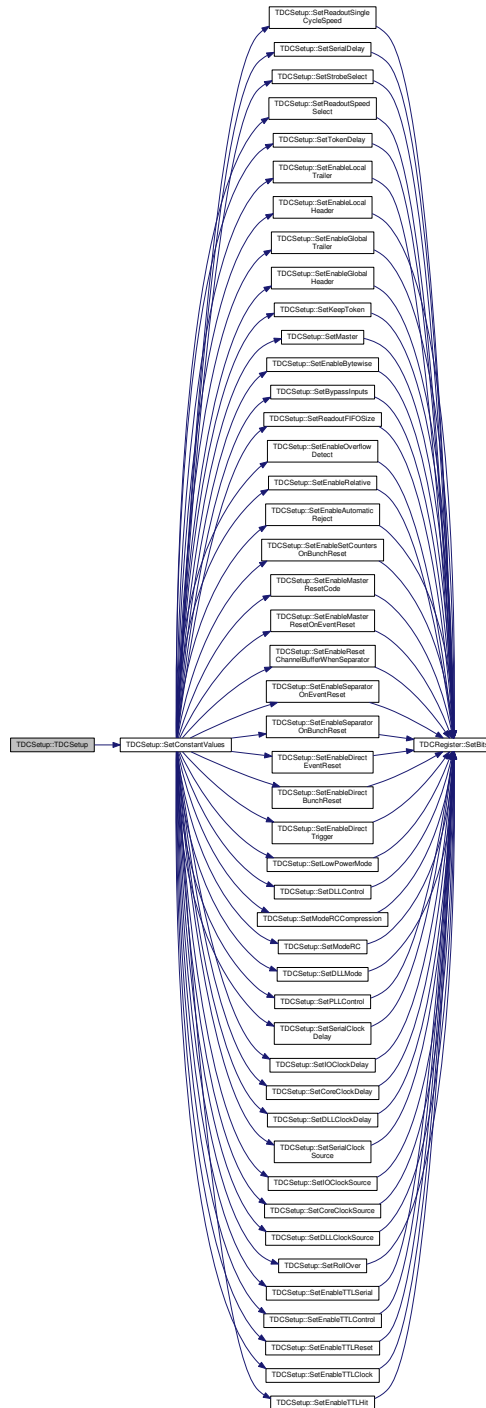 TDCSetup::SetReadoutSingle
CycleSpeed
TDCSetup::SetSerialDelay
TDCSetup::SetStrobeSelect
TDCSetup::SetReadoutSpeed
Select
TDCSetup::SetTokenDelay
TDCSetup::SetEnableLocal
Trailer
TDCSetup::SetEnableLocal
Header
TDCSetup::SetEnableGlobal
Trailer
TDCSetup::SetEnableGlobal
Header
TDCSetup::SetKeepToken
TDCSetup::SetMaster
TDCSetup::SetEnableBytewise
TDCSetup::SetBypassInputs
TDCSetup::SetReadoutFIFOSize
TDCSetup::SetEnableOverflow
Detect
TDCSetup::SetEnableRelative
TDCSetup::SetEnableAutomatic
Reject
TDCSetup::SetEnableSetCounters
OnBunchReset
TDCSetup::SetEnableMaster
ResetCode
TDCSetup::SetEnableMaster
ResetOnEventReset
TDCSetup::SetEnableReset
ChannelBufferWhenSeparator
TDCSetup::SetEnableSeparator
OnEventReset
TDCSetup::SetEnableSeparator
OnBunchReset
TDCSetup::TDCSetup
TDCSetup::SetConstantValues
TDCRegister::SetBits
TDCSetup::SetEnableDirect
EventReset
TDCSetup::SetEnableDirect
BunchReset
TDCSetup::SetEnableDirect
Trigger
TDCSetup::SetLowPowerMode
TDCSetup::SetDLLControl
TDCSetup::SetModeRCCompression
TDCSetup::SetModeRC
TDCSetup::SetDLLMode
TDCSetup::SetPLLControl
TDCSetup::SetSerialClock
Delay
TDCSetup::SetIOClockDelay
TDCSetup::SetCoreClockDelay
TDCSetup::SetDLLClockDelay
TDCSetup::SetSerialClock
Source
TDCSetup::SetIOClockSource
TDCSetup::SetCoreClockSource
TDCSetup::SetDLLClockSource
TDCSetup::SetRollOver
TDCSetup::SetEnableTTLSerial
TDCSetup::SetEnableTTLControl
TDCSetup::SetEnableTTLReset
TDCSetup::SetEnableTTLClock
TDCSetup::SetEnableTTLHit